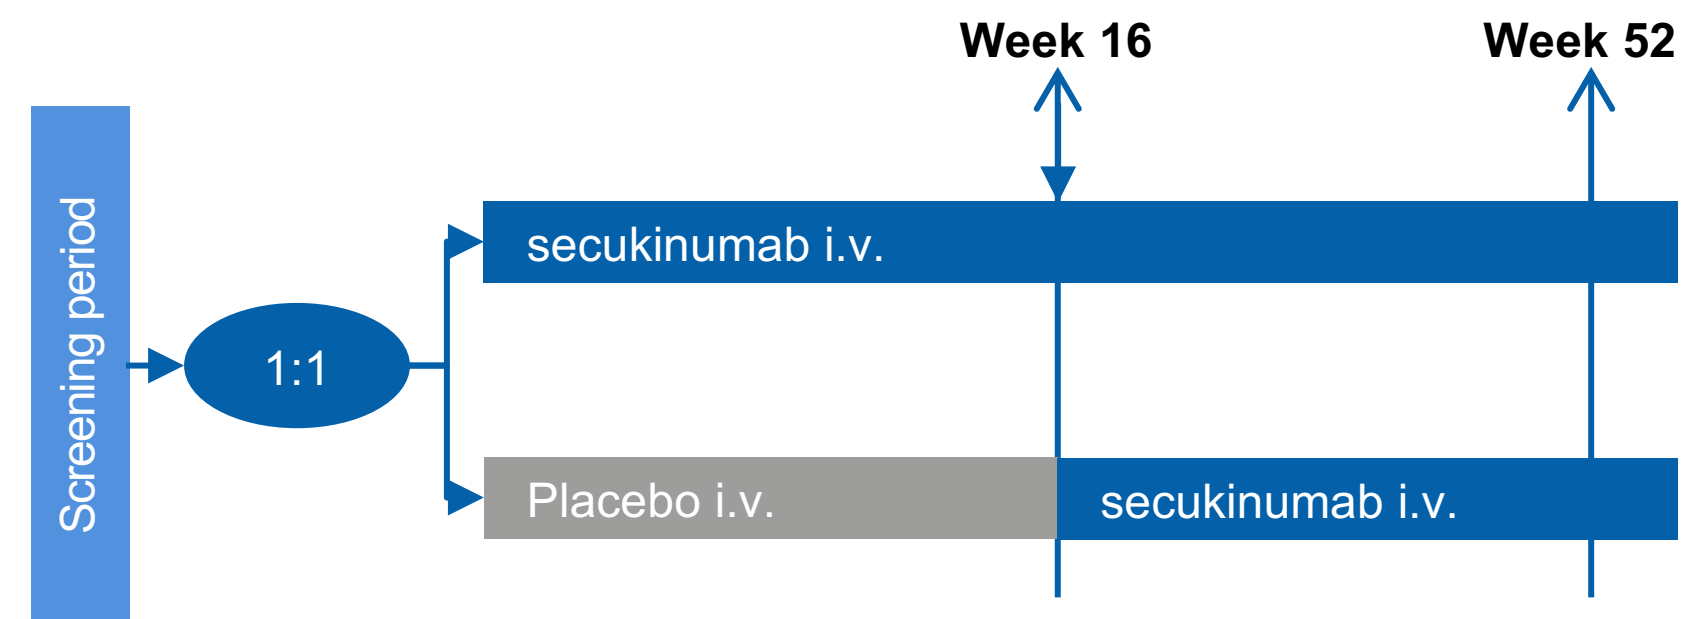 Week 16
Week 52
Screening period
1:1
secukinumab i.v.
Placebo i.v.
secukinumab i.v.